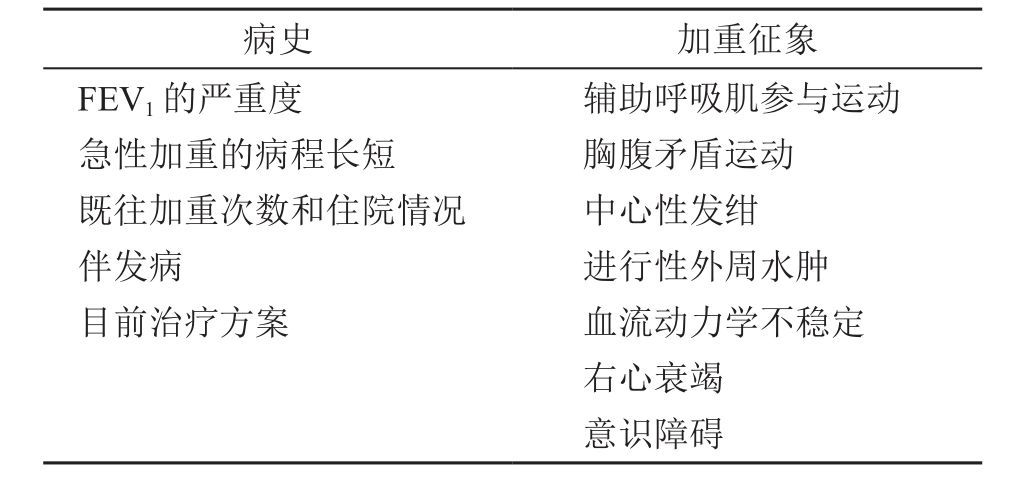 病史 加重征象
FEV₁的严重度 辅助呼吸肌参与运动
急性加重的病程长短 胸腹矛盾运动
既往加重次数和住院情况 中心性发绀
伴发病 进行性外周水肿
目前治疗方案 血流动力学不稳定
右心衰竭
意识障碍